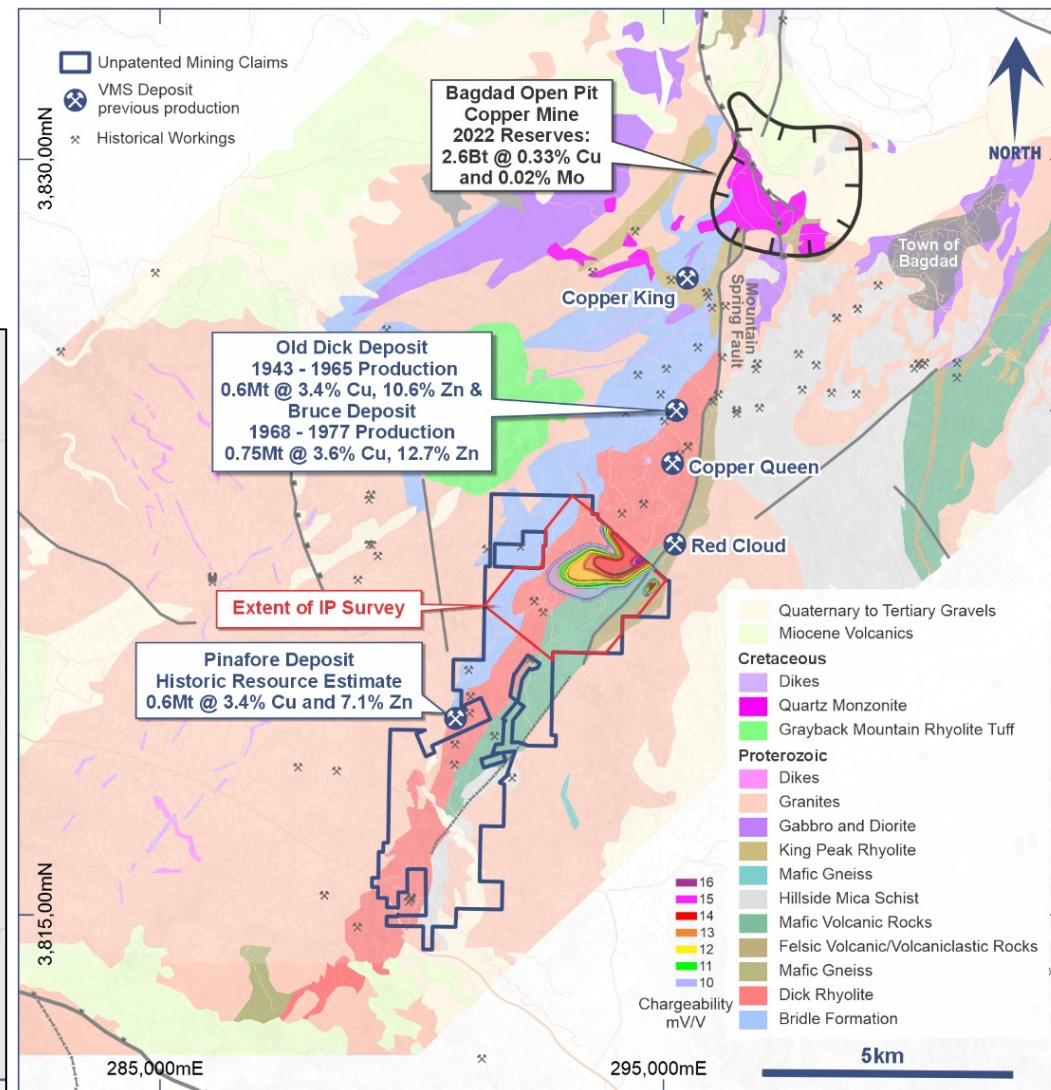 Unpatented Mining Claims
VMS Deposit
previous production
Historical Workings
Bagdad Open Pit
Copper Mine
2022 Reserves:
2.6Bt @ 0.33% Cu
and 0.02% Mo
NORTH
3,830,00mN
Town of
Bagdad
Copper King
Mountain
Spring Fault
Old Dick Deposit
1943 - 1965 Production
0.6Mt @ 3.4% Cu, 10.6% Zn &
Bruce Deposit
1968 - 1977 Production
0.75Mt @ 3.6% Cu, 12.7% Zn
Copper Queen
Red Cloud
Extent of IP Survey
Pinafore Deposit
Historic Resource Estimate
0.6Mt @ 3.4% Cu and 7.1% Zn
Quaternary to Tertiary Gravels
Miocene Volcanics
Cretaceous
Dikes
Quartz Monzonite
Grayback Mountain Rhyolite Tuff
Proterozoic
Dikes
Granites
Gabbro and Diorite
King Peak Rhyolite
Mafic Gneiss
Hillside Mica Schist
Mafic Volcanic Rocks
Felsic Volcanic/Volcaniclastic Rocks
Mafic Gneiss
Dick Rhyolite
Bridle Formation
16
15
14
13
12
11
10
Chargeability
mV/V
3,815,00mN
285,000mE
295,000mE
5km